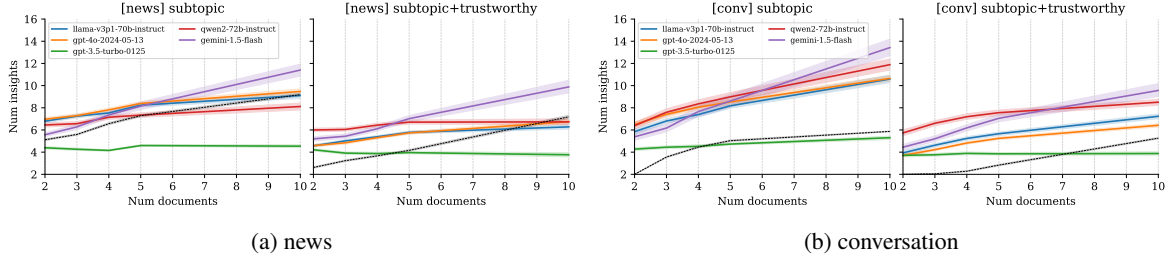 [news] subtopic
llama-v3p1-70b-instruct
gpt-4o-2024-05-13
gpt-3.5-turbo-0125
qwen2-72b-instruct
gemini-1.5-flash
Num insights
16
14
12
10
8
6
4
2
2 3 4 5 6 7 8 9 10
Num documents
[news] subtopic+trustworthy
2 3 4 5 6 7 8 9 10
Num documents
(a) news
[conv] subtopic
llama-v3p1-70b-instruct
gpt-4o-2024-05-13
gpt-3.5-turbo-0125
qwen2-72b-instruct
gemini-1.5-flash
Num insights
16
14
12
10
8
6
4
2
2 3 4 5 6 7 8 9 10
Num documents
[conv] subtopic+trustworthy
2 3 4 5 6 7 8 9 10
Num documents
(b) conversation